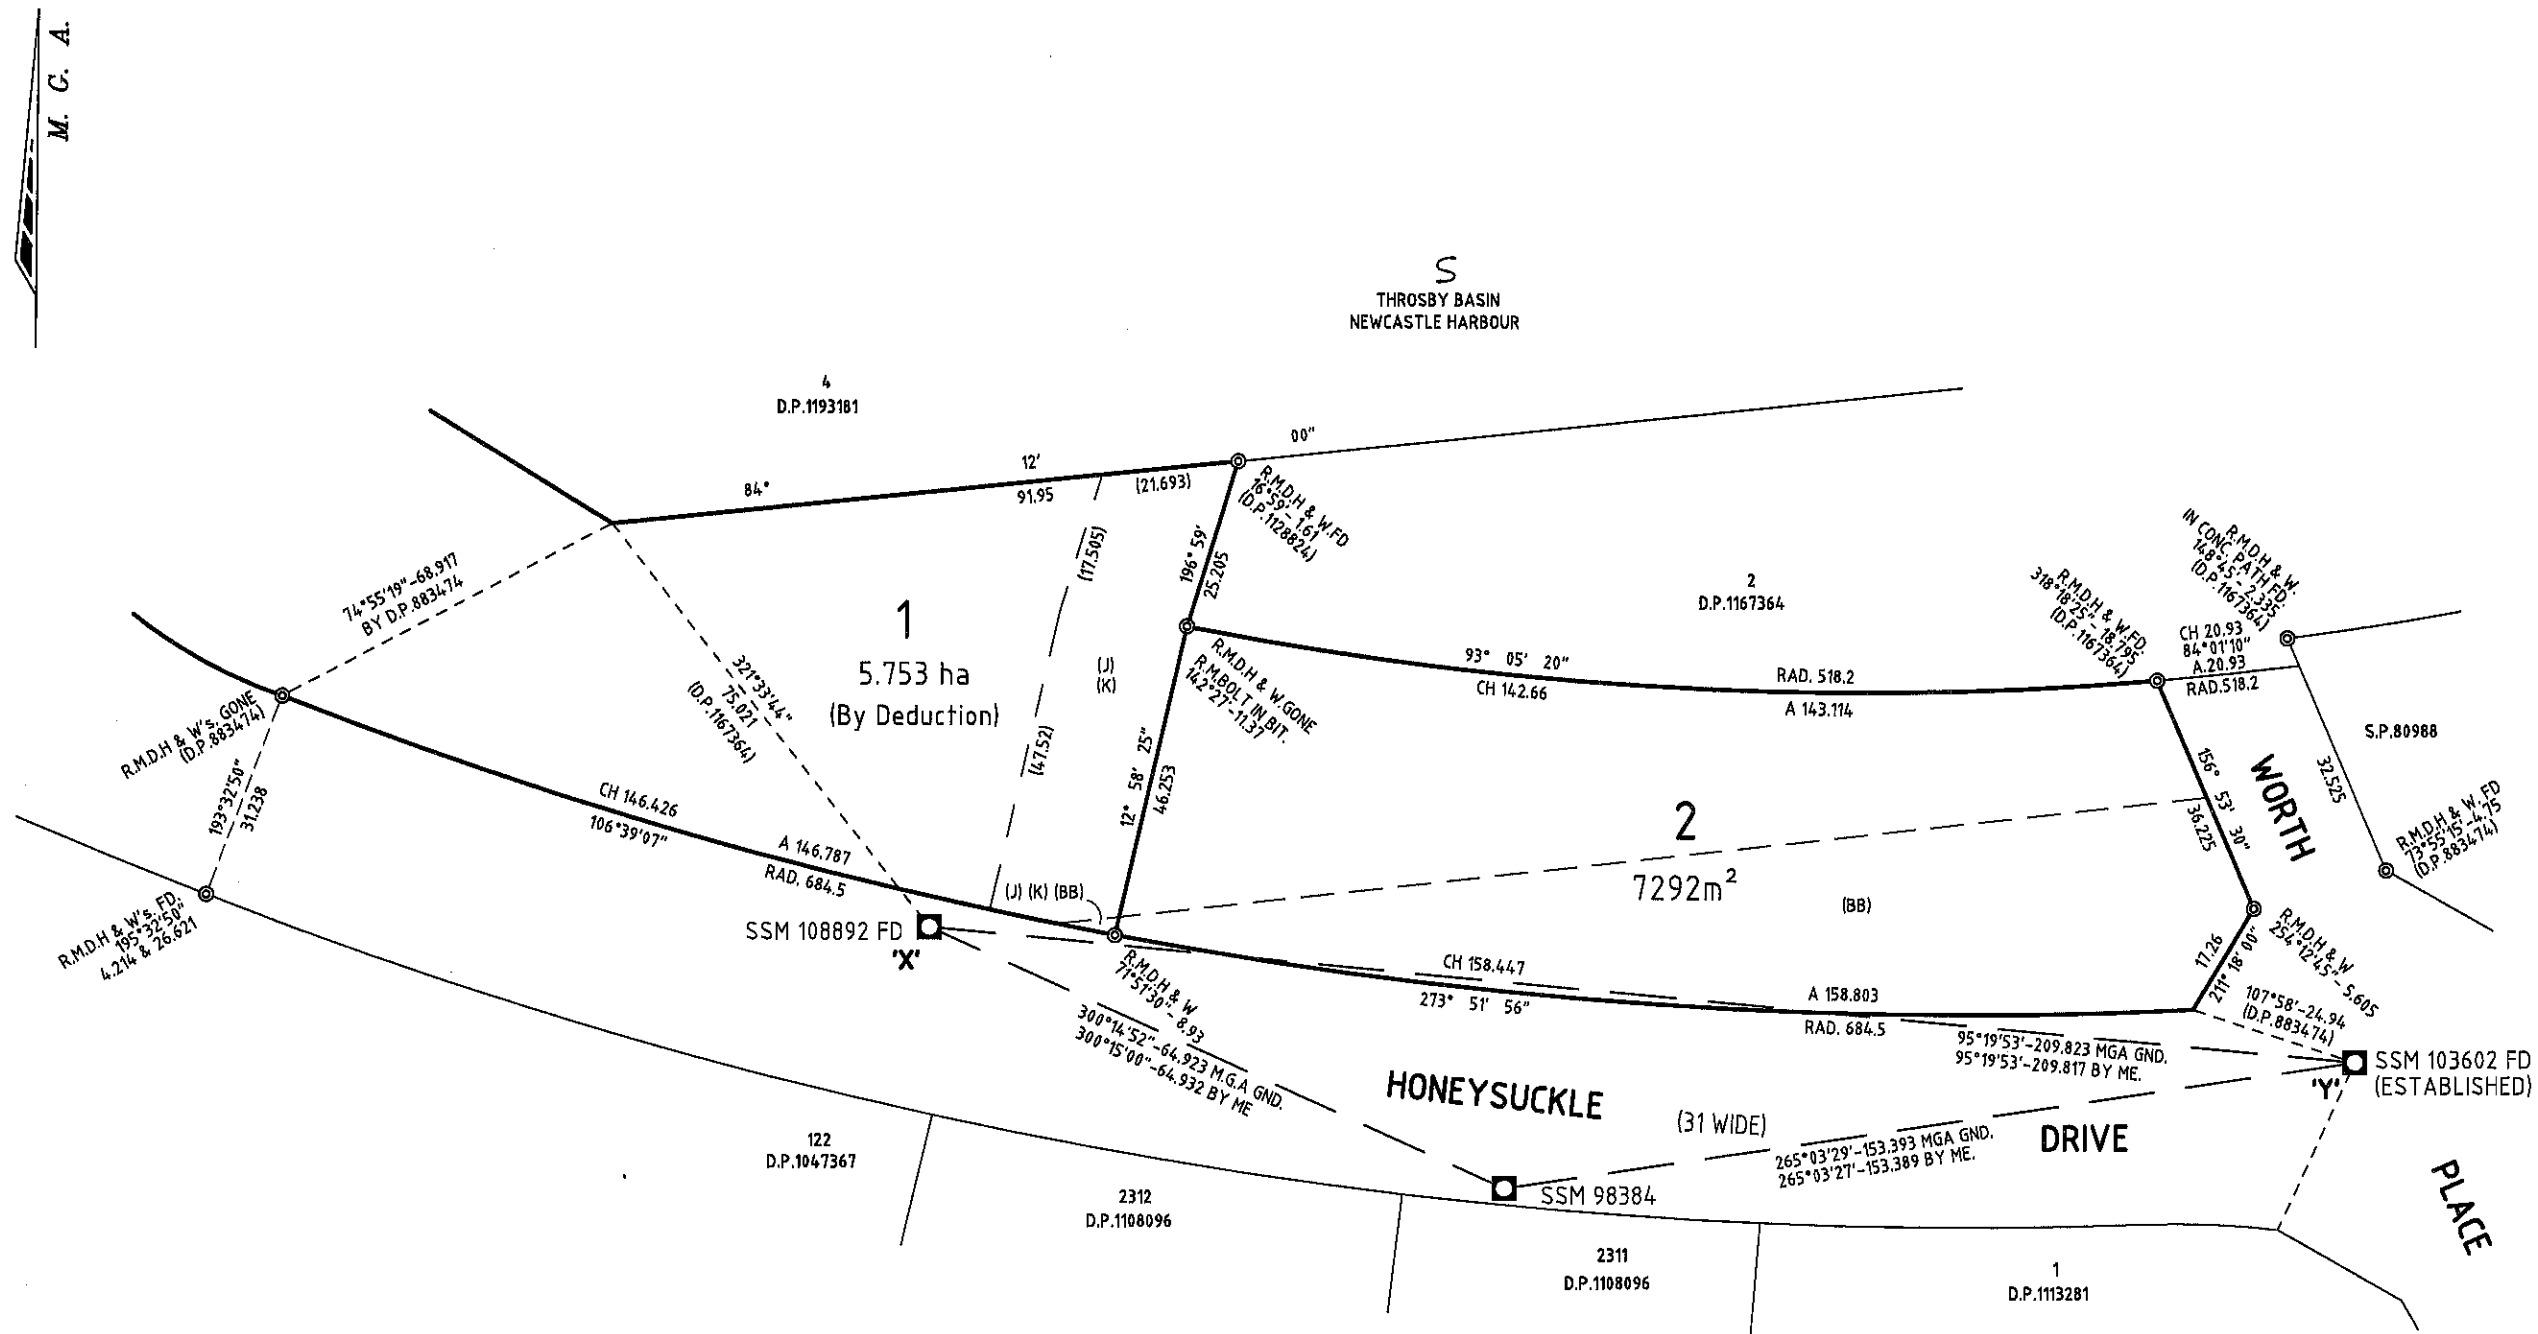 M. G. A.
S
THROSBY BASIN
NEWCASTLE HARBOUR
4
D.P.1193181
84°
12'
00"
91.95
(21.693)
R.M.D.H & W.FD
16°59'- 1.61
(D.P.1128824)
196° 59'
25.205
(17.505)
(47.52)
74°55'19"-68.917
BY D.P.883474
1
5.753 ha
(By Deduction)
(J)
(K)
321°33'44"
75.021
(D.P.1167364)
R.M.D.H & W.GONE
R.M.BOLT IN BIT.
142°27'-11.37
12° 58' 25"
46.253
2
D.P.1167364
93° 05' 20"
CH 142.66
RAD. 518.2
A 143.114
R.M.D.H & W.FD.
318°18'25" - 18.795
(D.P.1167364)
R.M.D.H & W.
IN CONC. PATH FD.
148°45'- 2.335
(D.P.1167364)
CH 20.93
84°01'10"
A.20.93
RAD.518.2
S.P.80988
32.525
WORTH
156° 53' 30"
36.225
R.M.D.H & W. FD
73°55'15"-4.75
(D.P.883474)
R.M.D.H & W's. GONE
(D.P.883474)
193°32'50"
31.238
R.M.D.H & W's. FD.
195°32'50"
4.214 & 26.621
CH 146.426
106°39'07"
A 146.787
RAD. 684.5
(J) (K) (BB)
2
7292m²
(BB)
SSM 108892 FD
'X'
R.M.D.H & W
71°51'30" - 8.93
300°14'52"-64.923 M.G.A GND.
300°15'00"-64.932 BY ME
CH 158.447
273° 51' 56"
A 158.803
RAD. 684.5
17.26
211° 18' 00"
R.M.D.H & W
254°12'45"- 5.605
107°58'-24.94
(D.P.883474)
95°19'53'-209.823 MGA GND.
95°19'53'-209.817 BY ME.
SSM 103602 FD
(ESTABLISHED)
'Y'
HONEYSUCKLE
(31 WIDE)
DRIVE
265°03'29'-153.393 MGA GND.
265°03'27'-153.389 BY ME.
SSM 98384
PLACE
122
D.P.1047367
2312
D.P.1108096
2311
D.P.1108096
1
D.P.1113281